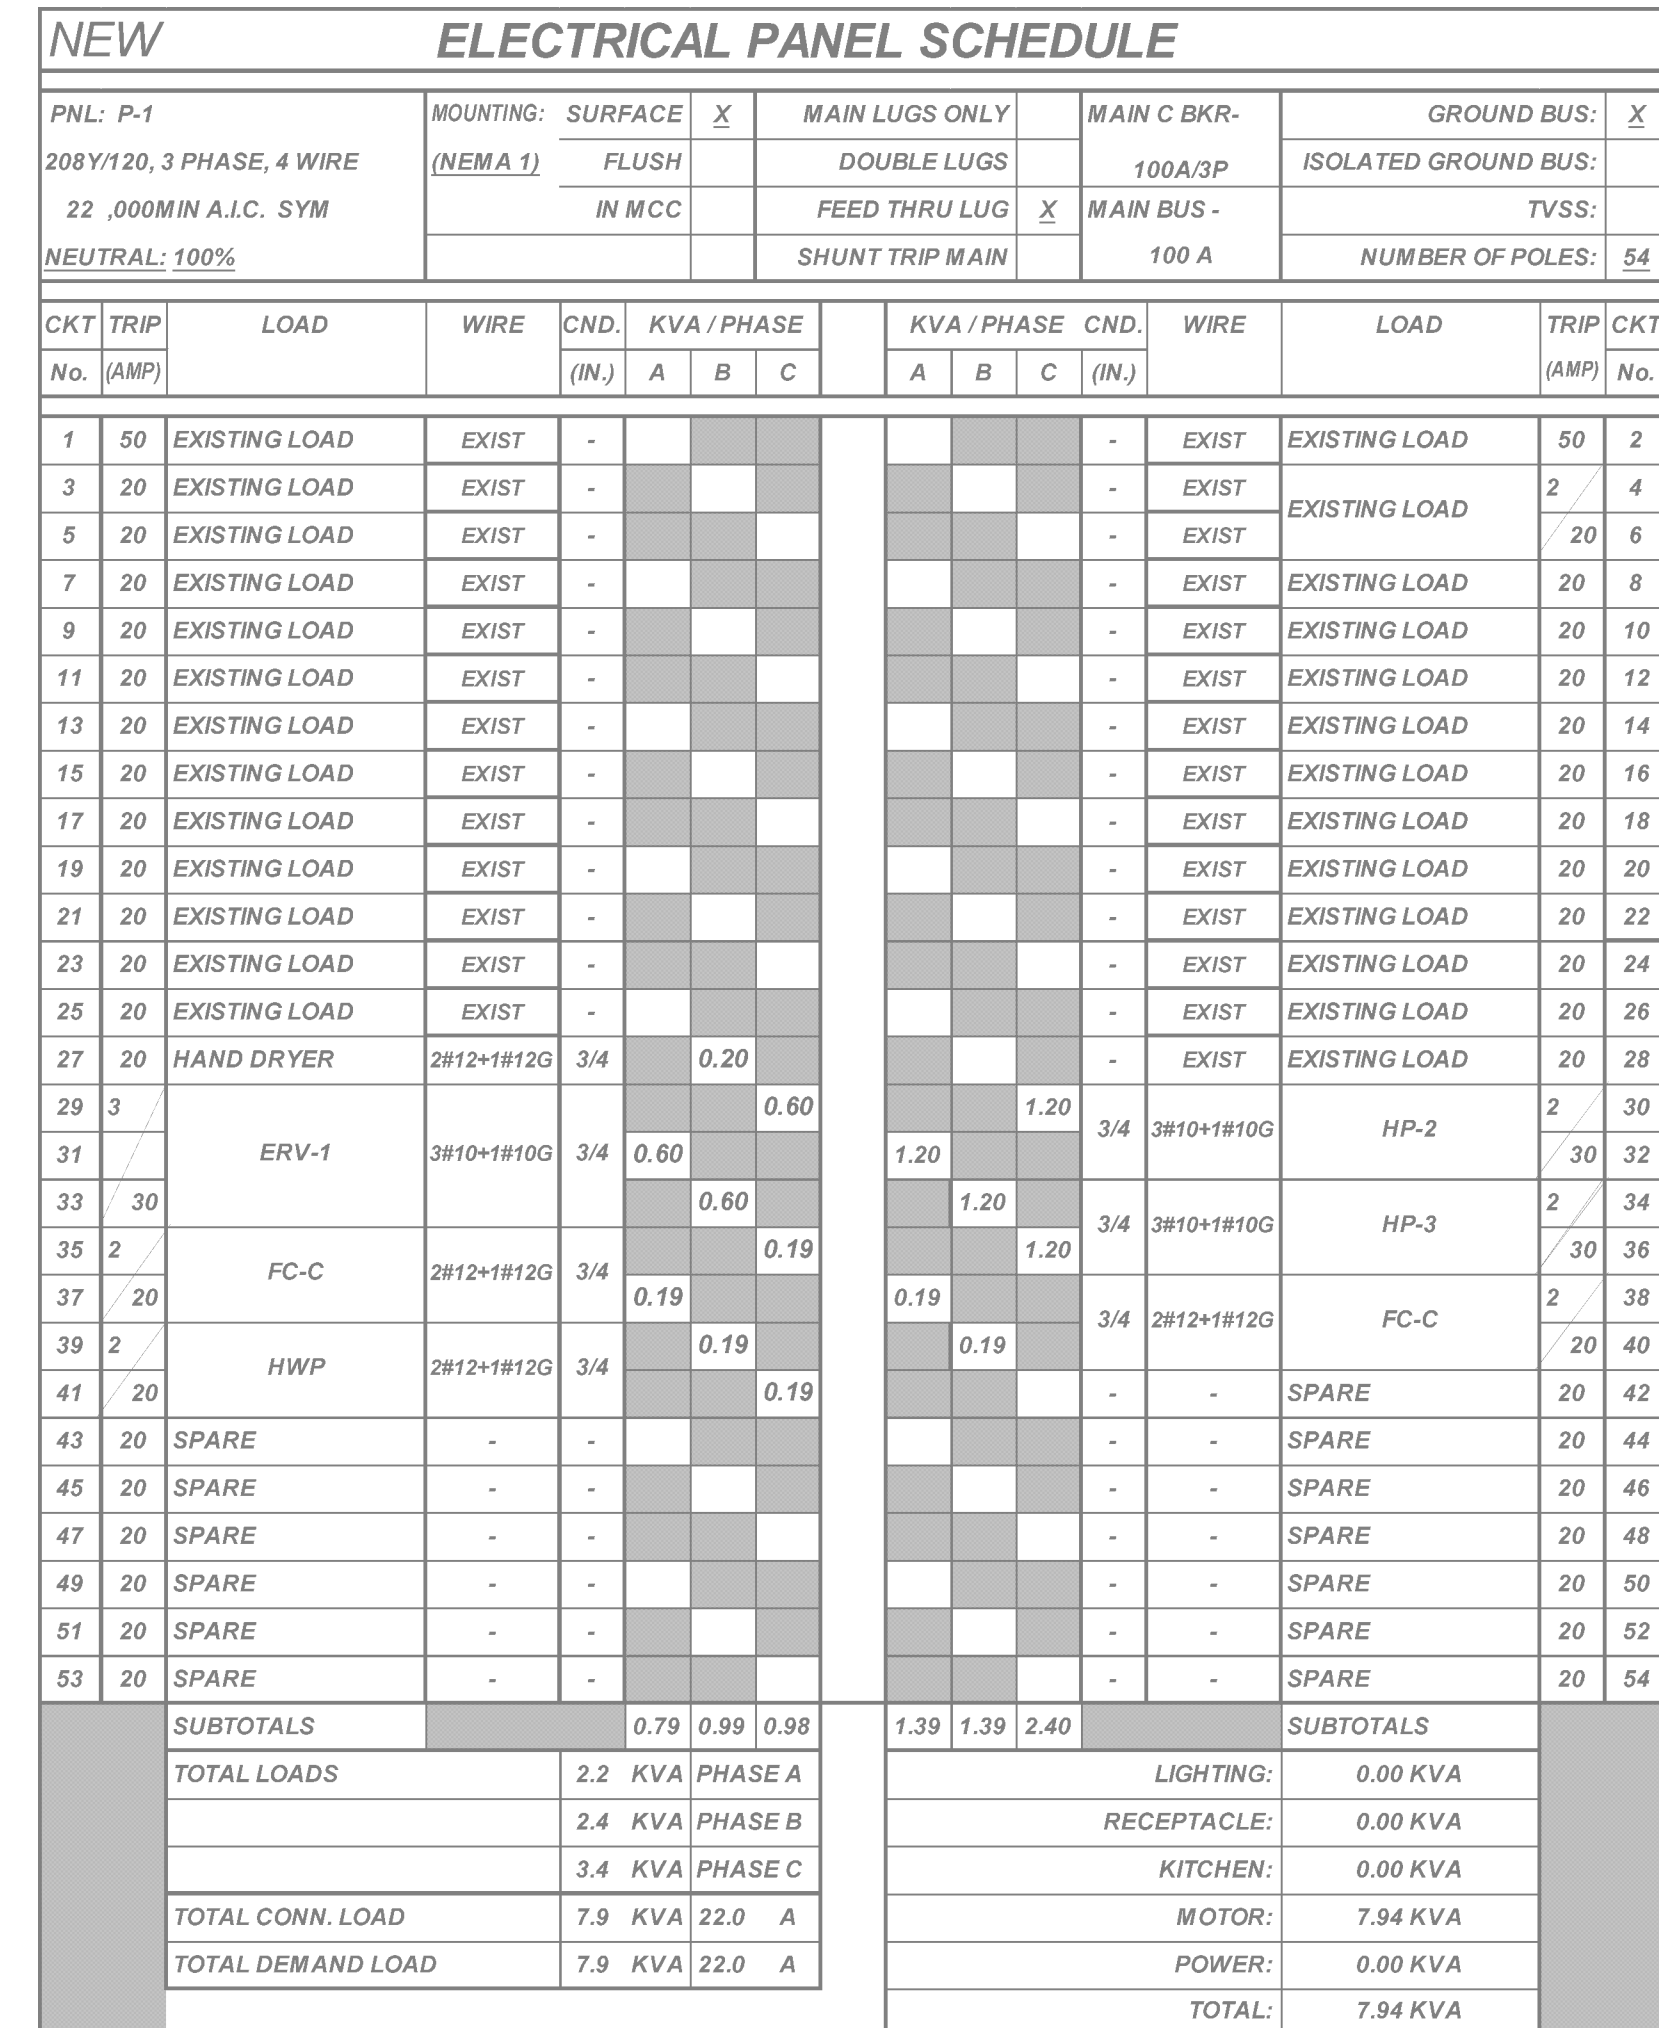 NEW ELECTRICAL PANEL SCHEDULE
PNL: P-1 MOUNTING: SURFACE X MAIN LUGS ONLY MAIN C BKR- GROUND BUS: X
208Y/120, 3 PHASE, 4 WIRE (NEMA 1) FLUSH DOUBLE LUGS 100A/3P ISOLATED GROUND BUS:
22 ,000MIN A.I.C. SYM IN MCC FEED THRU LUG X MAIN BUS - TVSS:
NEUTRAL: 100% SHUNT TRIP MAIN 100 A NUMBER OF POLES: 54
CKT TRIP LOAD WIRE CND. KVA / PHASE KVA / PHASE CND. WIRE LOAD TRIP CKT
No. (AMP) (IN.) A B C A B C (IN.) (AMP) No.
1 50 EXISTING LOAD EXIST - - EXIST EXISTING LOAD 50 2
3 20 EXISTING LOAD EXIST - - EXIST EXISTING LOAD 2 4
5 20 EXISTING LOAD EXIST - - EXIST 20 6
7 20 EXISTING LOAD EXIST - - EXIST EXISTING LOAD 20 8
9 20 EXISTING LOAD EXIST - - EXIST EXISTING LOAD 20 10
11 20 EXISTING LOAD EXIST - - EXIST EXISTING LOAD 20 12
13 20 EXISTING LOAD EXIST - - EXIST EXISTING LOAD 20 14
15 20 EXISTING LOAD EXIST - - EXIST EXISTING LOAD 20 16
17 20 EXISTING LOAD EXIST - - EXIST EXISTING LOAD 20 18
19 20 EXISTING LOAD EXIST - - EXIST EXISTING LOAD 20 20
21 20 EXISTING LOAD EXIST - - EXIST EXISTING LOAD 20 22
23 20 EXISTING LOAD EXIST - - EXIST EXISTING LOAD 20 24
25 20 EXISTING LOAD EXIST - - EXIST EXISTING LOAD 20 26
27 20 HAND DRYER 2#12+1#12G 3/4 0.20 - EXIST EXISTING LOAD 20 28
29 3 0.60 1.20 3/4 3#10+1#10G HP-2 2 30
31 ERV-1 3#10+1#10G 3/4 0.60 1.20 30 32
33 30 0.60 1.20 3/4 3#10+1#10G HP-3 2 34
35 2 FC-C 2#12+1#12G 3/4 0.19 1.20 30 36
37 20 0.19 0.19 3/4 2#12+1#12G FC-C 2 38
39 2 HWP 2#12+1#12G 3/4 0.19 0.19 20 40
41 20 0.19 - - SPARE 20 42
43 20 SPARE - - - - SPARE 20 44
45 20 SPARE - - - - SPARE 20 46
47 20 SPARE - - - - SPARE 20 48
49 20 SPARE - - - - SPARE 20 50
51 20 SPARE - - - - SPARE 20 52
53 20 SPARE - - - - SPARE 20 54
SUBTOTALS 0.79 0.99 0.98 1.39 1.39 2.40 SUBTOTALS
TOTAL LOADS 2.2 KVA PHASE A LIGHTING: 0.00 KVA
2.4 KVA PHASE B RECEPTACLE: 0.00 KVA
3.4 KVA PHASE C KITCHEN: 0.00 KVA
TOTAL CONN. LOAD 7.9 KVA 22.0 A MOTOR: 7.94 KVA
TOTAL DEMAND LOAD 7.9 KVA 22.0 A POWER: 0.00 KVA
TOTAL: 7.94 KVA